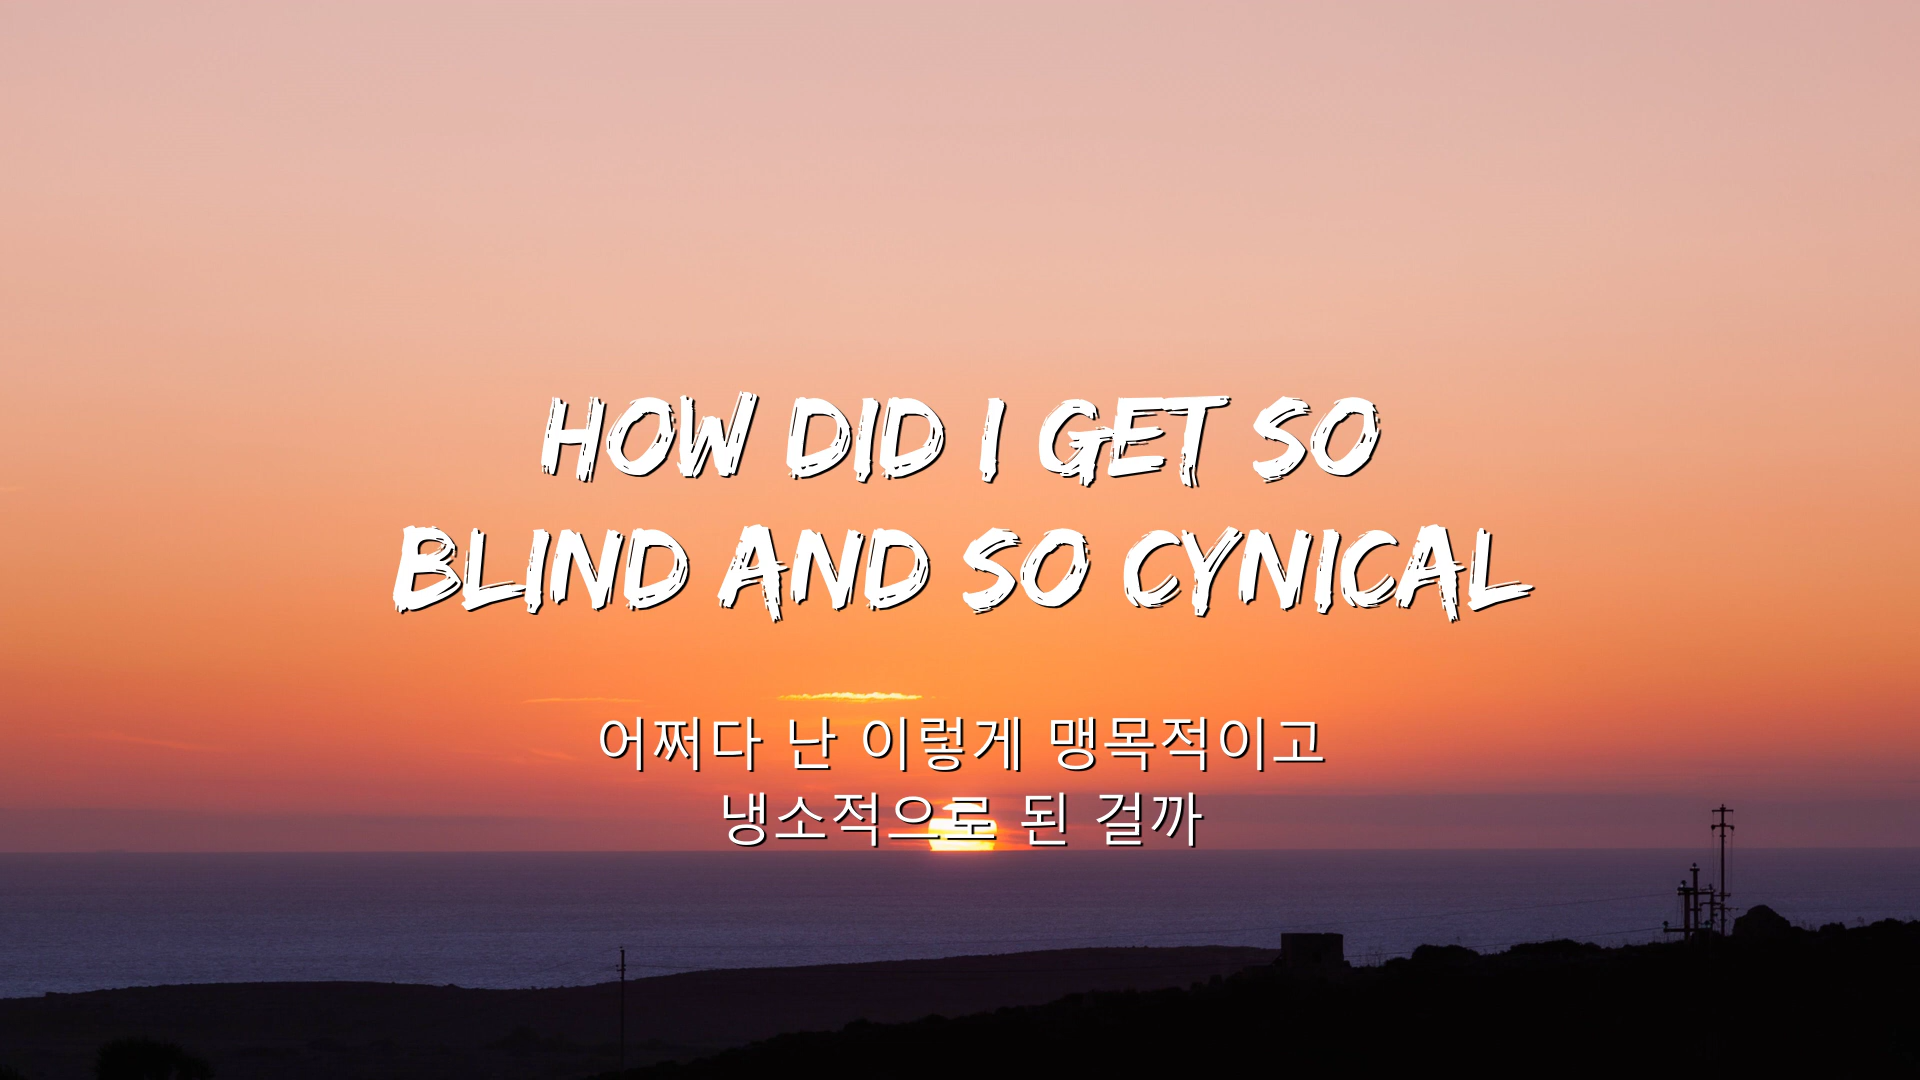 HOW DID I GET SO
BLIND AND SO CYNICAL
어쩌다 난 이렇게 맹목적이고
냉소적으로 된 걸까